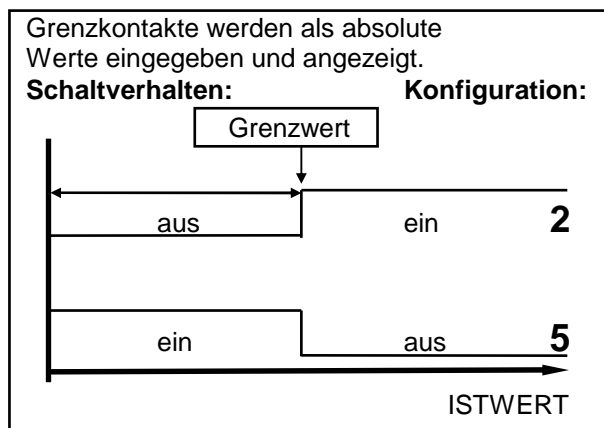 Grenzkontakte werden als absolute
Werte eingegeben und angezeigt.
Schaltverhalten: Konfiguration:
Grenzwert
aus ein 2
ein aus 5
ISTWERT